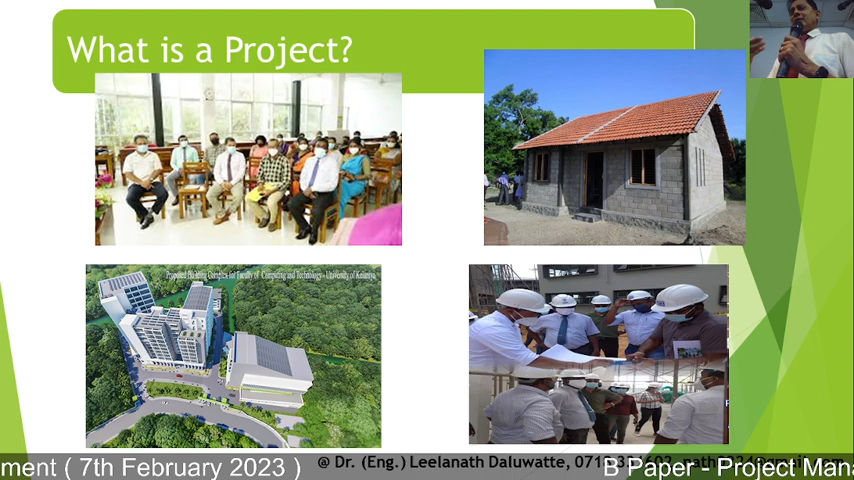 What is a Project?
Proposed Building Complex for Faculty of Computing and Technology - University of Kelaniya
@ Dr. (Eng.) Leelanath Daluwatte,
ment ( 7th February 2023 )
B Paper - Project Mana